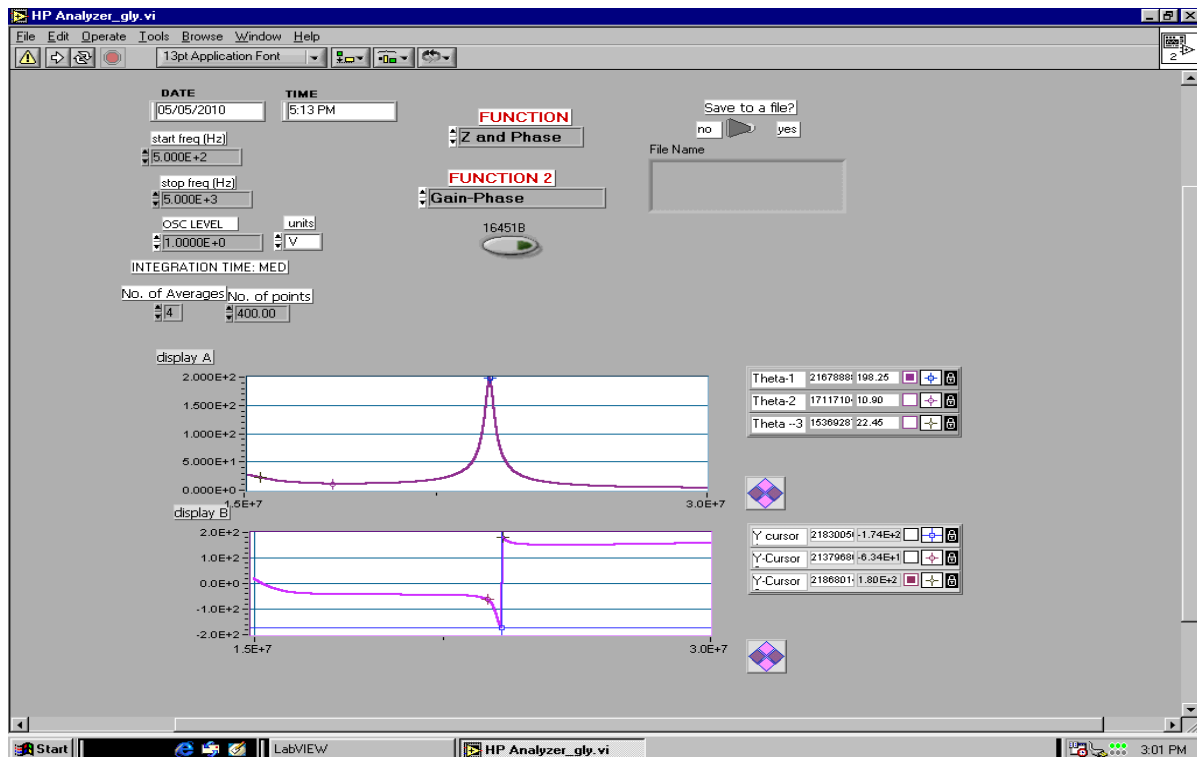 HP Analyzer_gly.vi
File Edit Operate Tools Browse Window Help
13pt Application Font
2
DATE TIME
05/05/2010 5:13 PM
start freq (Hz)
5.000E+2
stop freq (Hz)
5.000E+3
OSC LEVEL units
1.0000E+0 V
INTEGRATION TIME: MED
No. of Averages No. of points
4 400.00
FUNCTION
Z and Phase
FUNCTION 2
Gain-Phase
16451B
Save to a file?
no yes
File Name
display A
2.000E+2
1.500E+2
1.000E+2
5.000E+1
0.000E+0
1.5E+7 3.0E+7
Theta-1 2167888 198.25
Theta-2 1711710 10.90
Theta --3 1536928 22.45
display B
2.0E+2
1.0E+2
0.0E+0
-1.0E+2
-2.0E+2
1.5E+7 3.0E+7
Y cursor 2183005 -1.74E+2
Y-Cursor 2137968 -6.34E+1
Y-Cursor 2186801 1.80E+2
Start LabVIEW HP Analyzer_gly.vi 3:01 PM